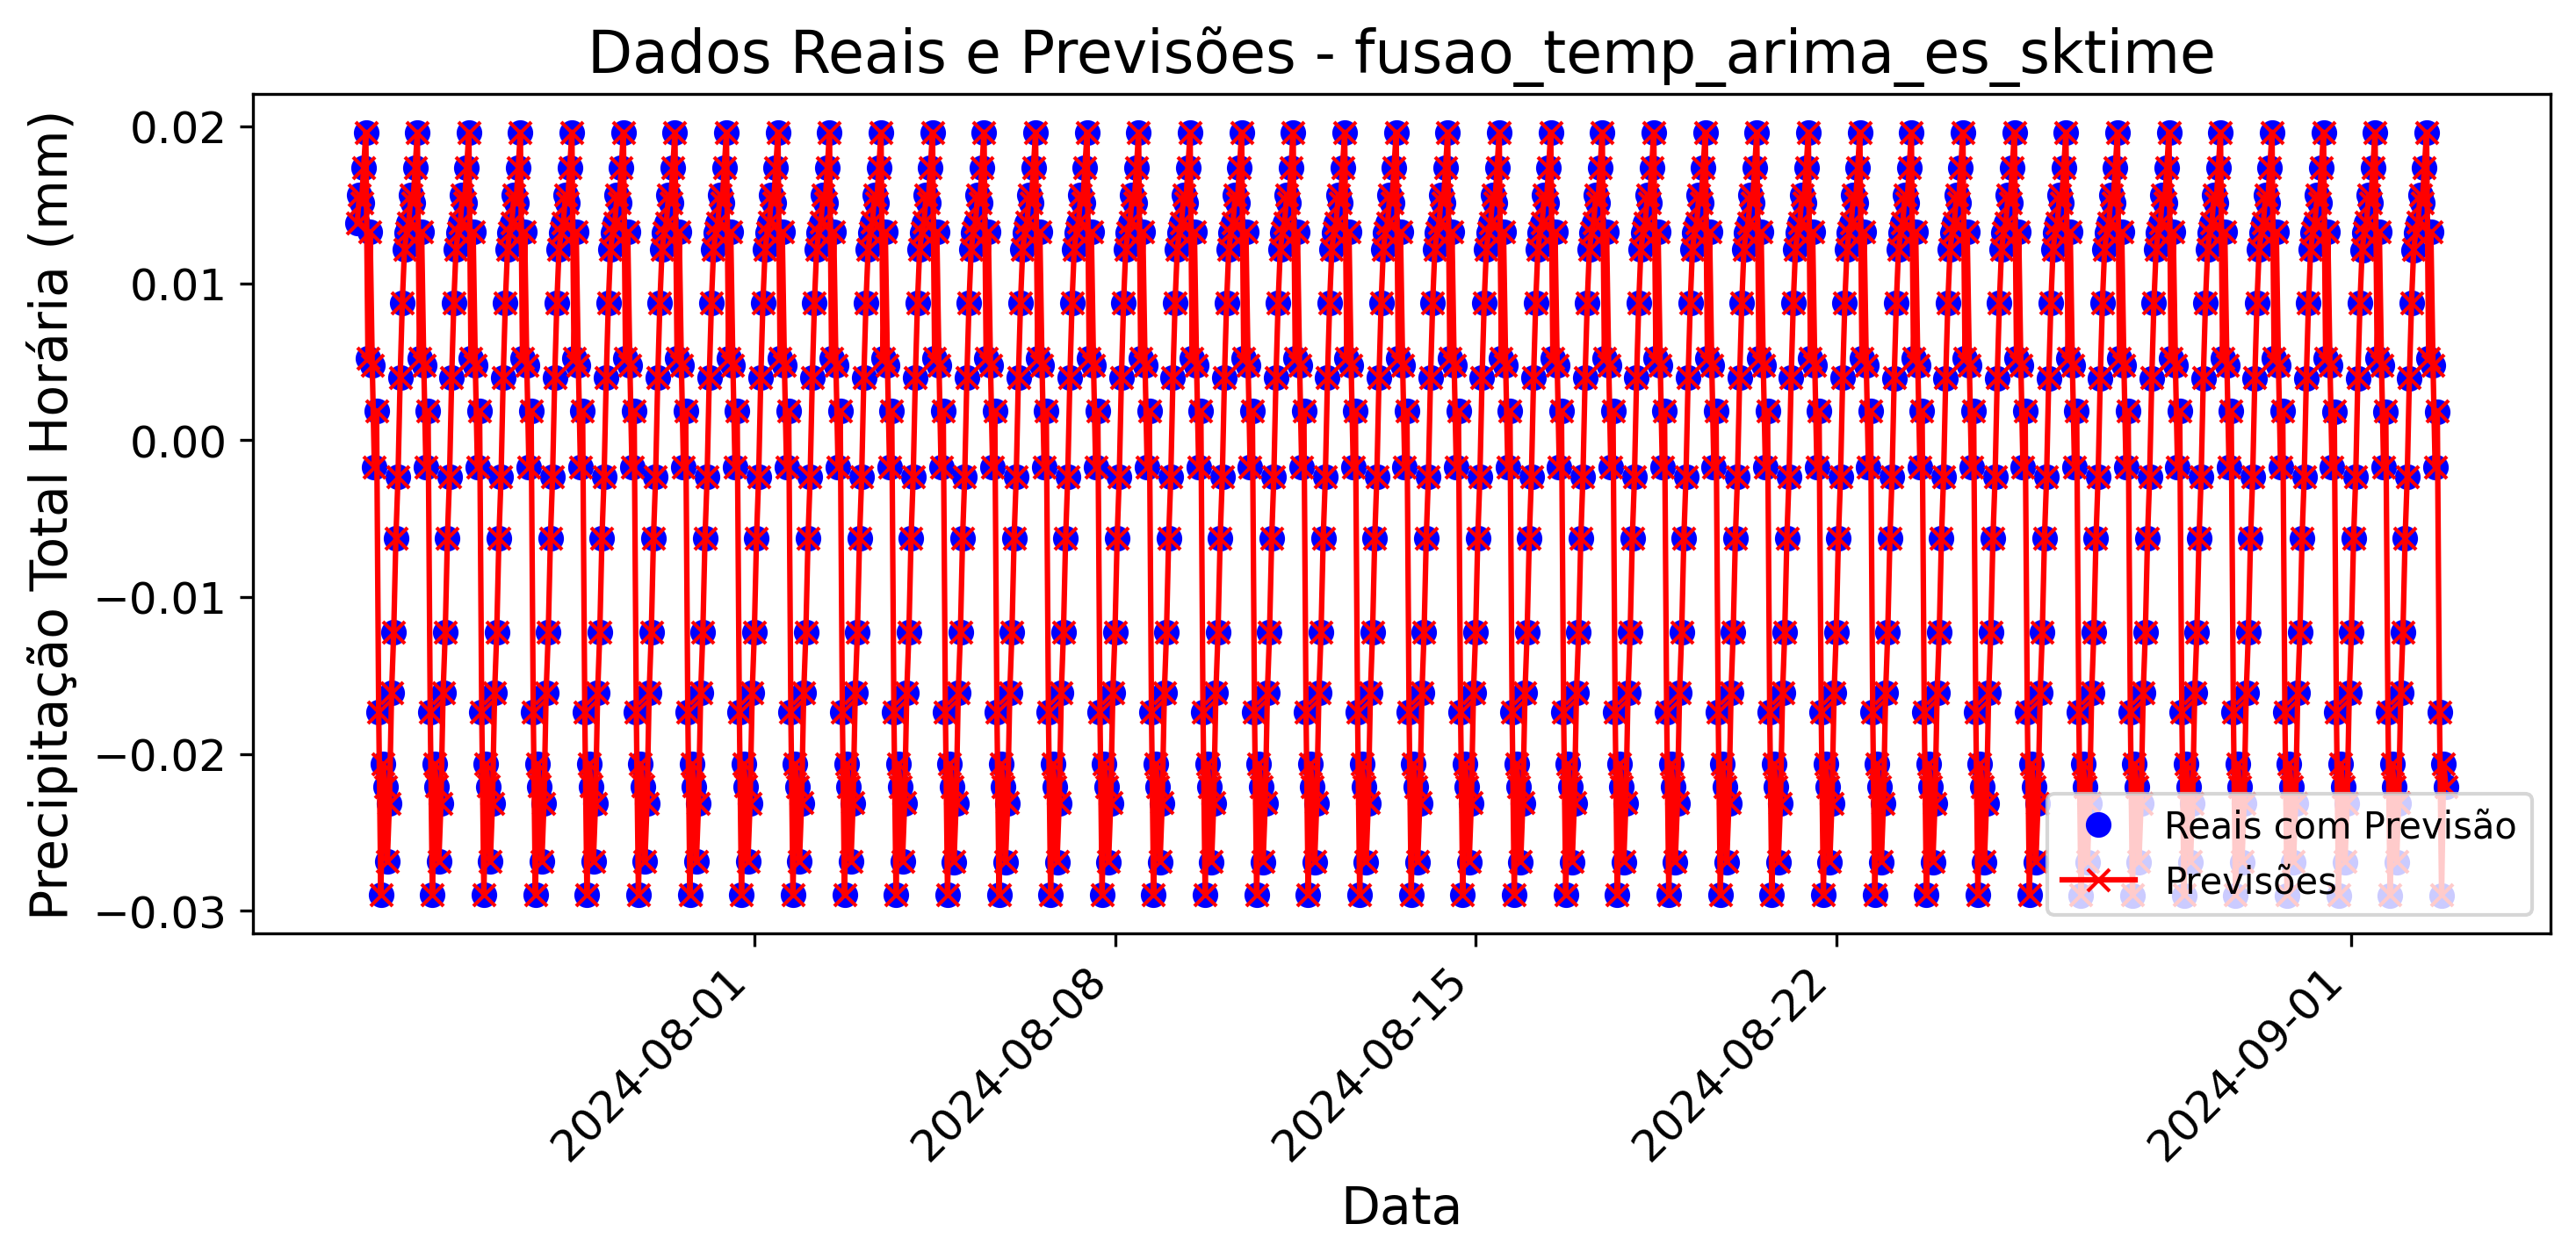 Dados Reais e Previsões - fusao_temp_arima_es_sktime
Precipitação Total Horária (mm)
0.02
0.01
0.00
−0.01
−0.02
−0.03
Reais com Previsão
Previsões
2024-08-01
2024-08-08
2024-08-15
2024-08-22
2024-09-01
Data